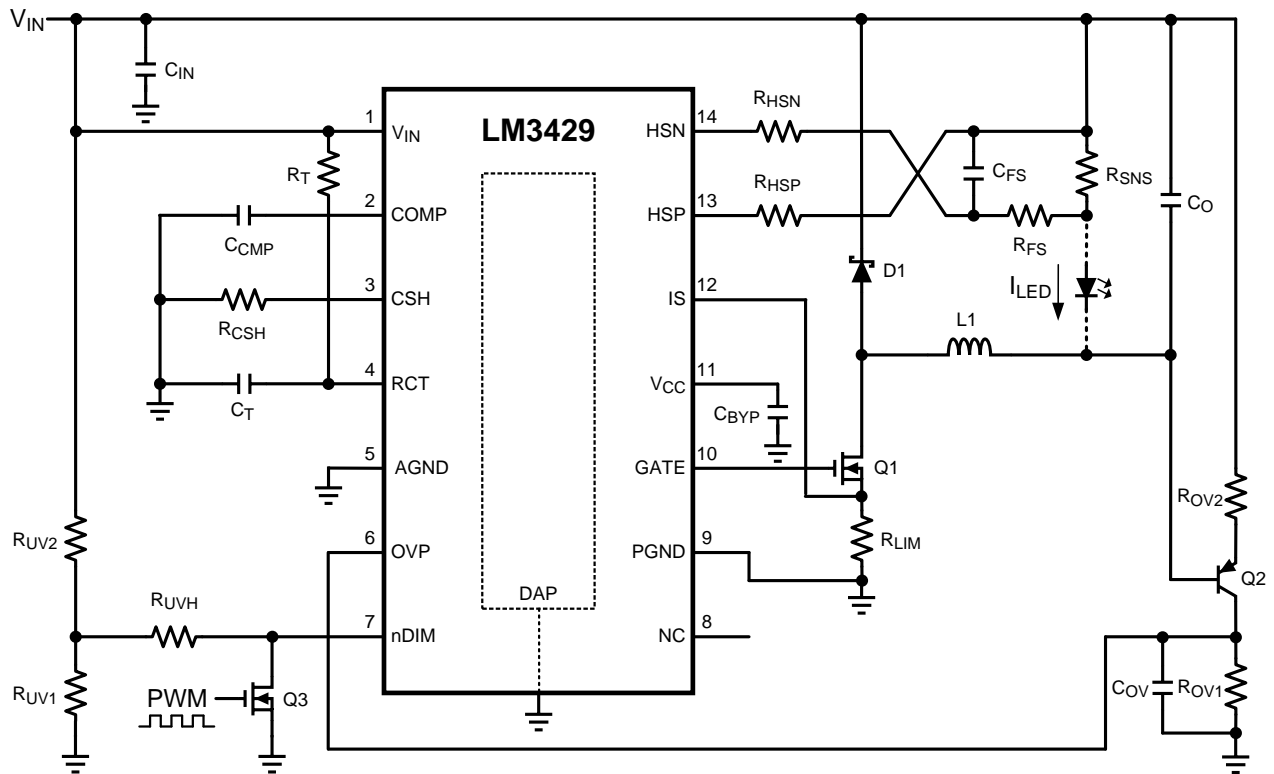 VIN
CIN
LM3429
1
VIN
HSN
14
RHSN
RT
CFS
RSNS
2
COMP
RHSP
HSP
13
CO
CCMP
RFS
D1
3
CSH
IS
12
ILED
RCSH
L1
4
RCT
VCC
11
CT
CBYP
5
AGND
GATE
10
Q1
ROV2
RUV2
6
OVP
PGND
9
RLIM
DAP
Q2
RUVH
7
nDIM
NC
8
RUV1
PWM
Q3
COV
ROV1